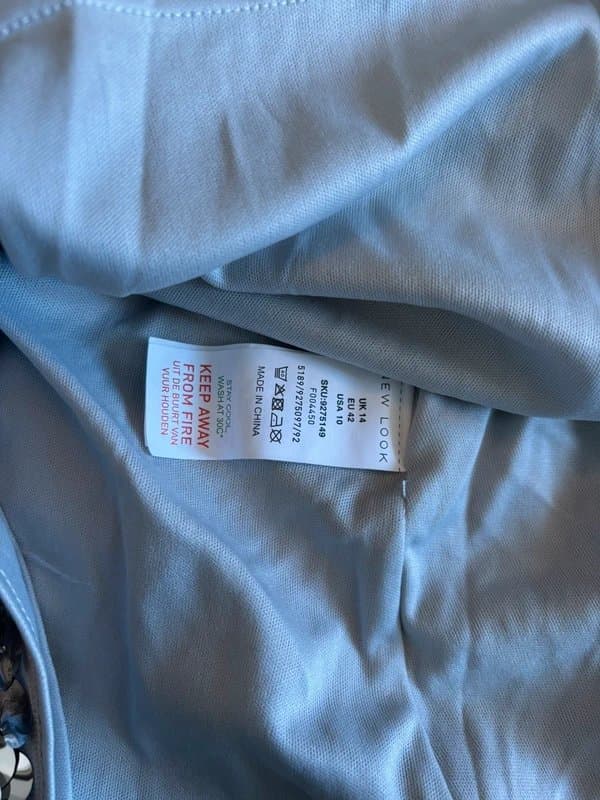 NEW LOOK
UK 14
EU 42
USA 10
SKU:9275149
F004450
5189/9275097/92
MADE IN CHINA
STAY COOL
WASH AT 30C°
KEEP AWAY
FROM FIRE
UIT DE BUURT VAN
VUUR HOUDEN